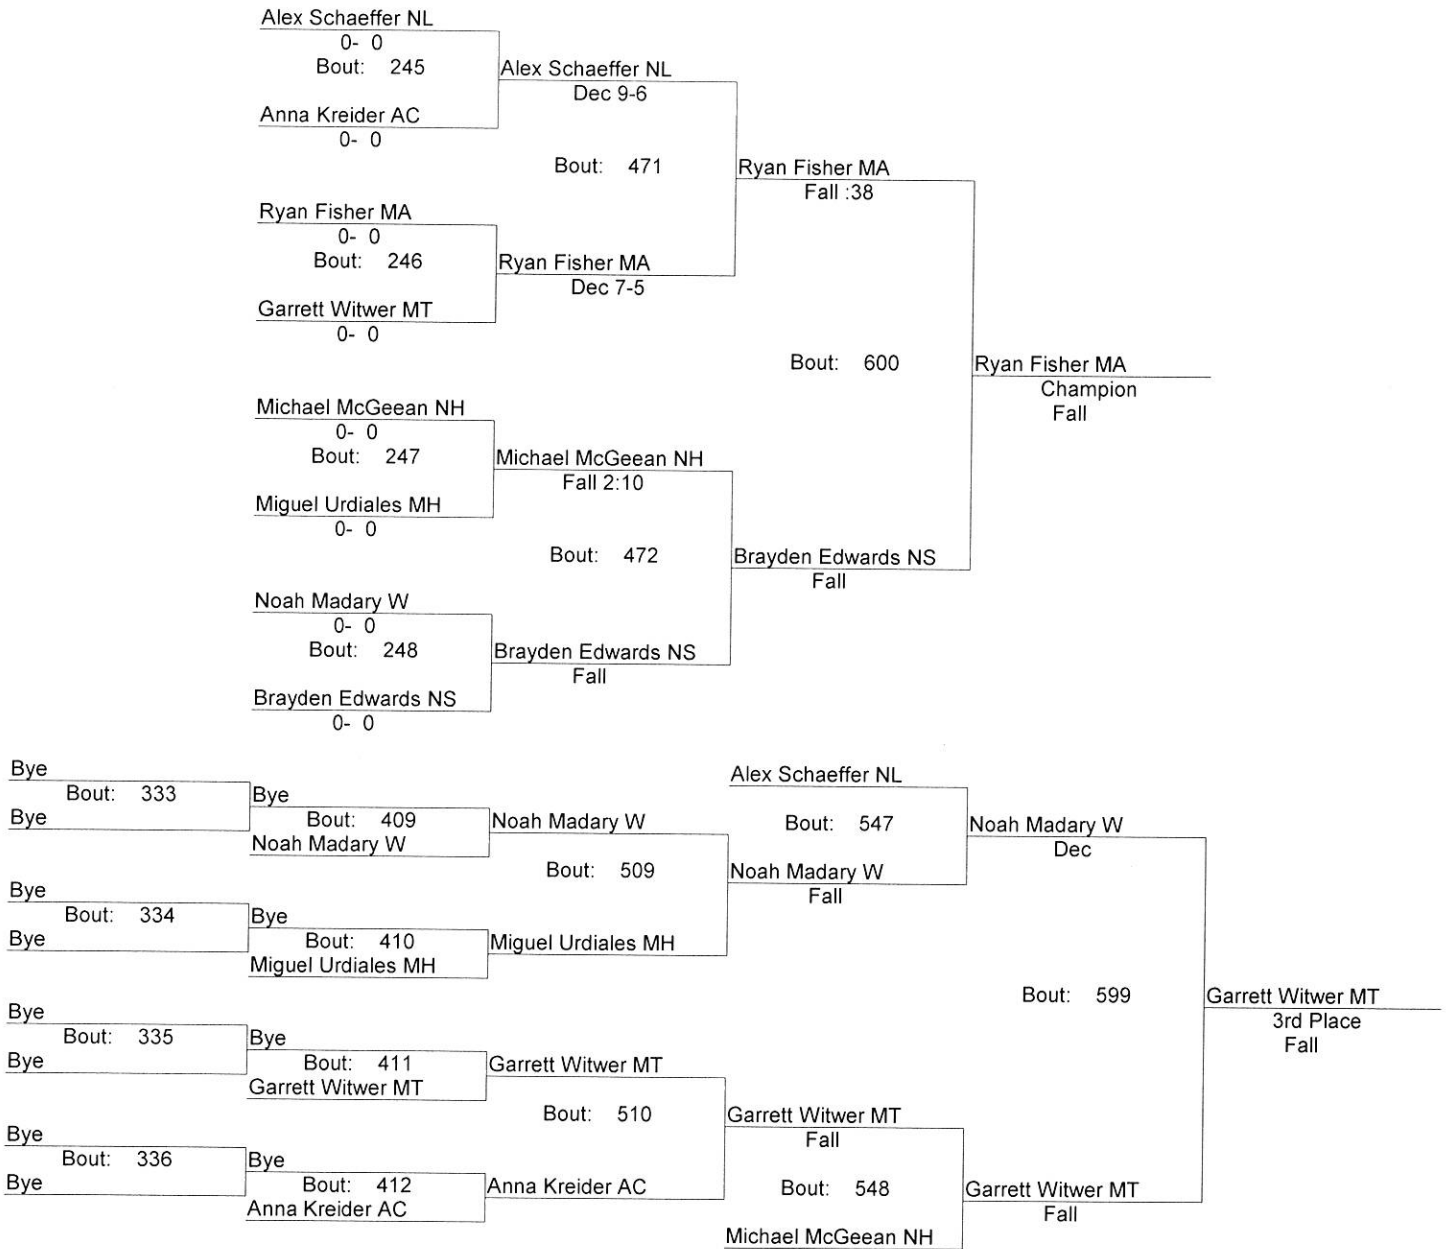 Alex Schaeffer NL
0- 0
Bout: 245
Alex Schaeffer NL
Dec 9-6
Anna Kreider AC
0- 0
Bout: 471
Ryan Fisher MA
Fall :38
Ryan Fisher MA
0- 0
Bout: 246
Ryan Fisher MA
Dec 7-5
Garrett Witwer MT
0- 0
Bout: 600
Ryan Fisher MA
Champion
Fall
Michael McGeean NH
0- 0
Bout: 247
Michael McGeean NH
Fall 2:10
Miguel Urdiales MH
0- 0
Bout: 472
Brayden Edwards NS
Fall
Noah Madary W
0- 0
Bout: 248
Brayden Edwards NS
Fall
Brayden Edwards NS
0- 0
Bye
Bout: 333
Bye
Bye
Bout: 409
Noah Madary W
Noah Madary W
Alex Schaeffer NL
Bout: 547
Noah Madary W
Dec
Bout: 509
Noah Madary W
Fall
Bye
Bout: 334
Bye
Bye
Bout: 410
Miguel Urdiales MH
Miguel Urdiales MH
Bout: 599
Garrett Witwer MT
3rd Place
Fall
Bye
Bout: 335
Bye
Bye
Bout: 411
Garrett Witwer MT
Garrett Witwer MT
Bout: 510
Garrett Witwer MT
Fall
Bye
Bout: 336
Bye
Bye
Bout: 412
Anna Kreider AC
Anna Kreider AC
Bout: 548
Garrett Witwer MT
Fall
Michael McGeean NH